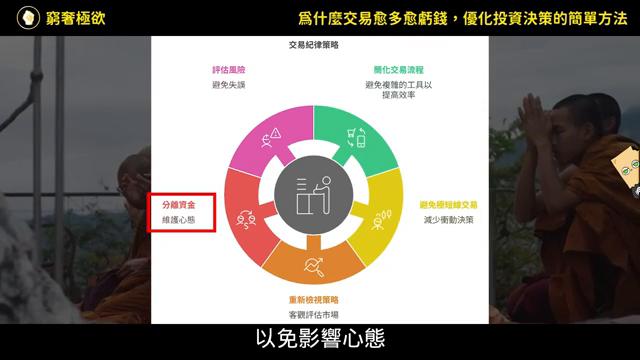 窮奢極欲
為什麼交易愈多愈虧錢，優化投資決策的簡單方法
交易紀律策略
評估風險
避免失誤
簡化交易流程
避免複雜的工具以
提高效率
分離資金
維護心態
避免極短線交易
減少衝動決策
重新檢視策略
客觀評估市場
以免影響心態